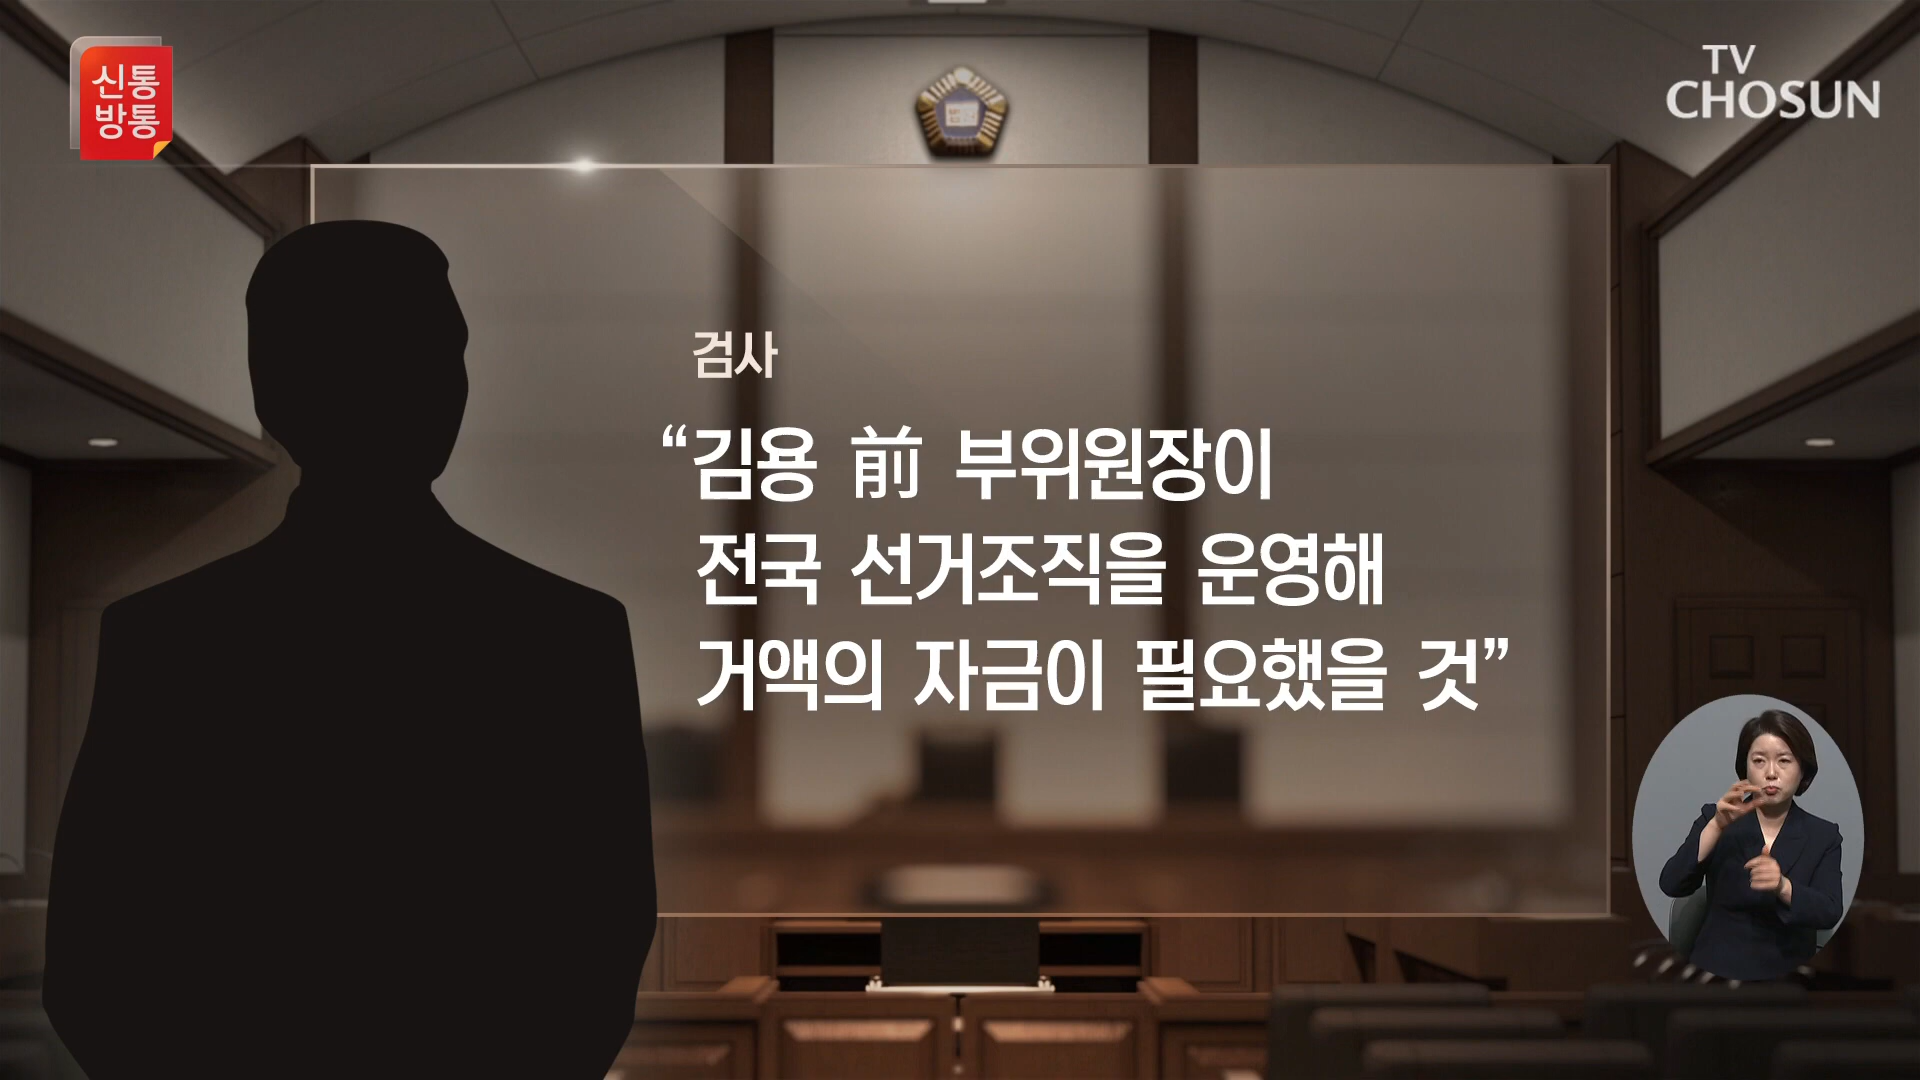 신통
방통
TV
CHOSUN
검사
“김용 前 부위원장이
전국 선거조직을 운영해
거액의 자금이 필요했을 것”